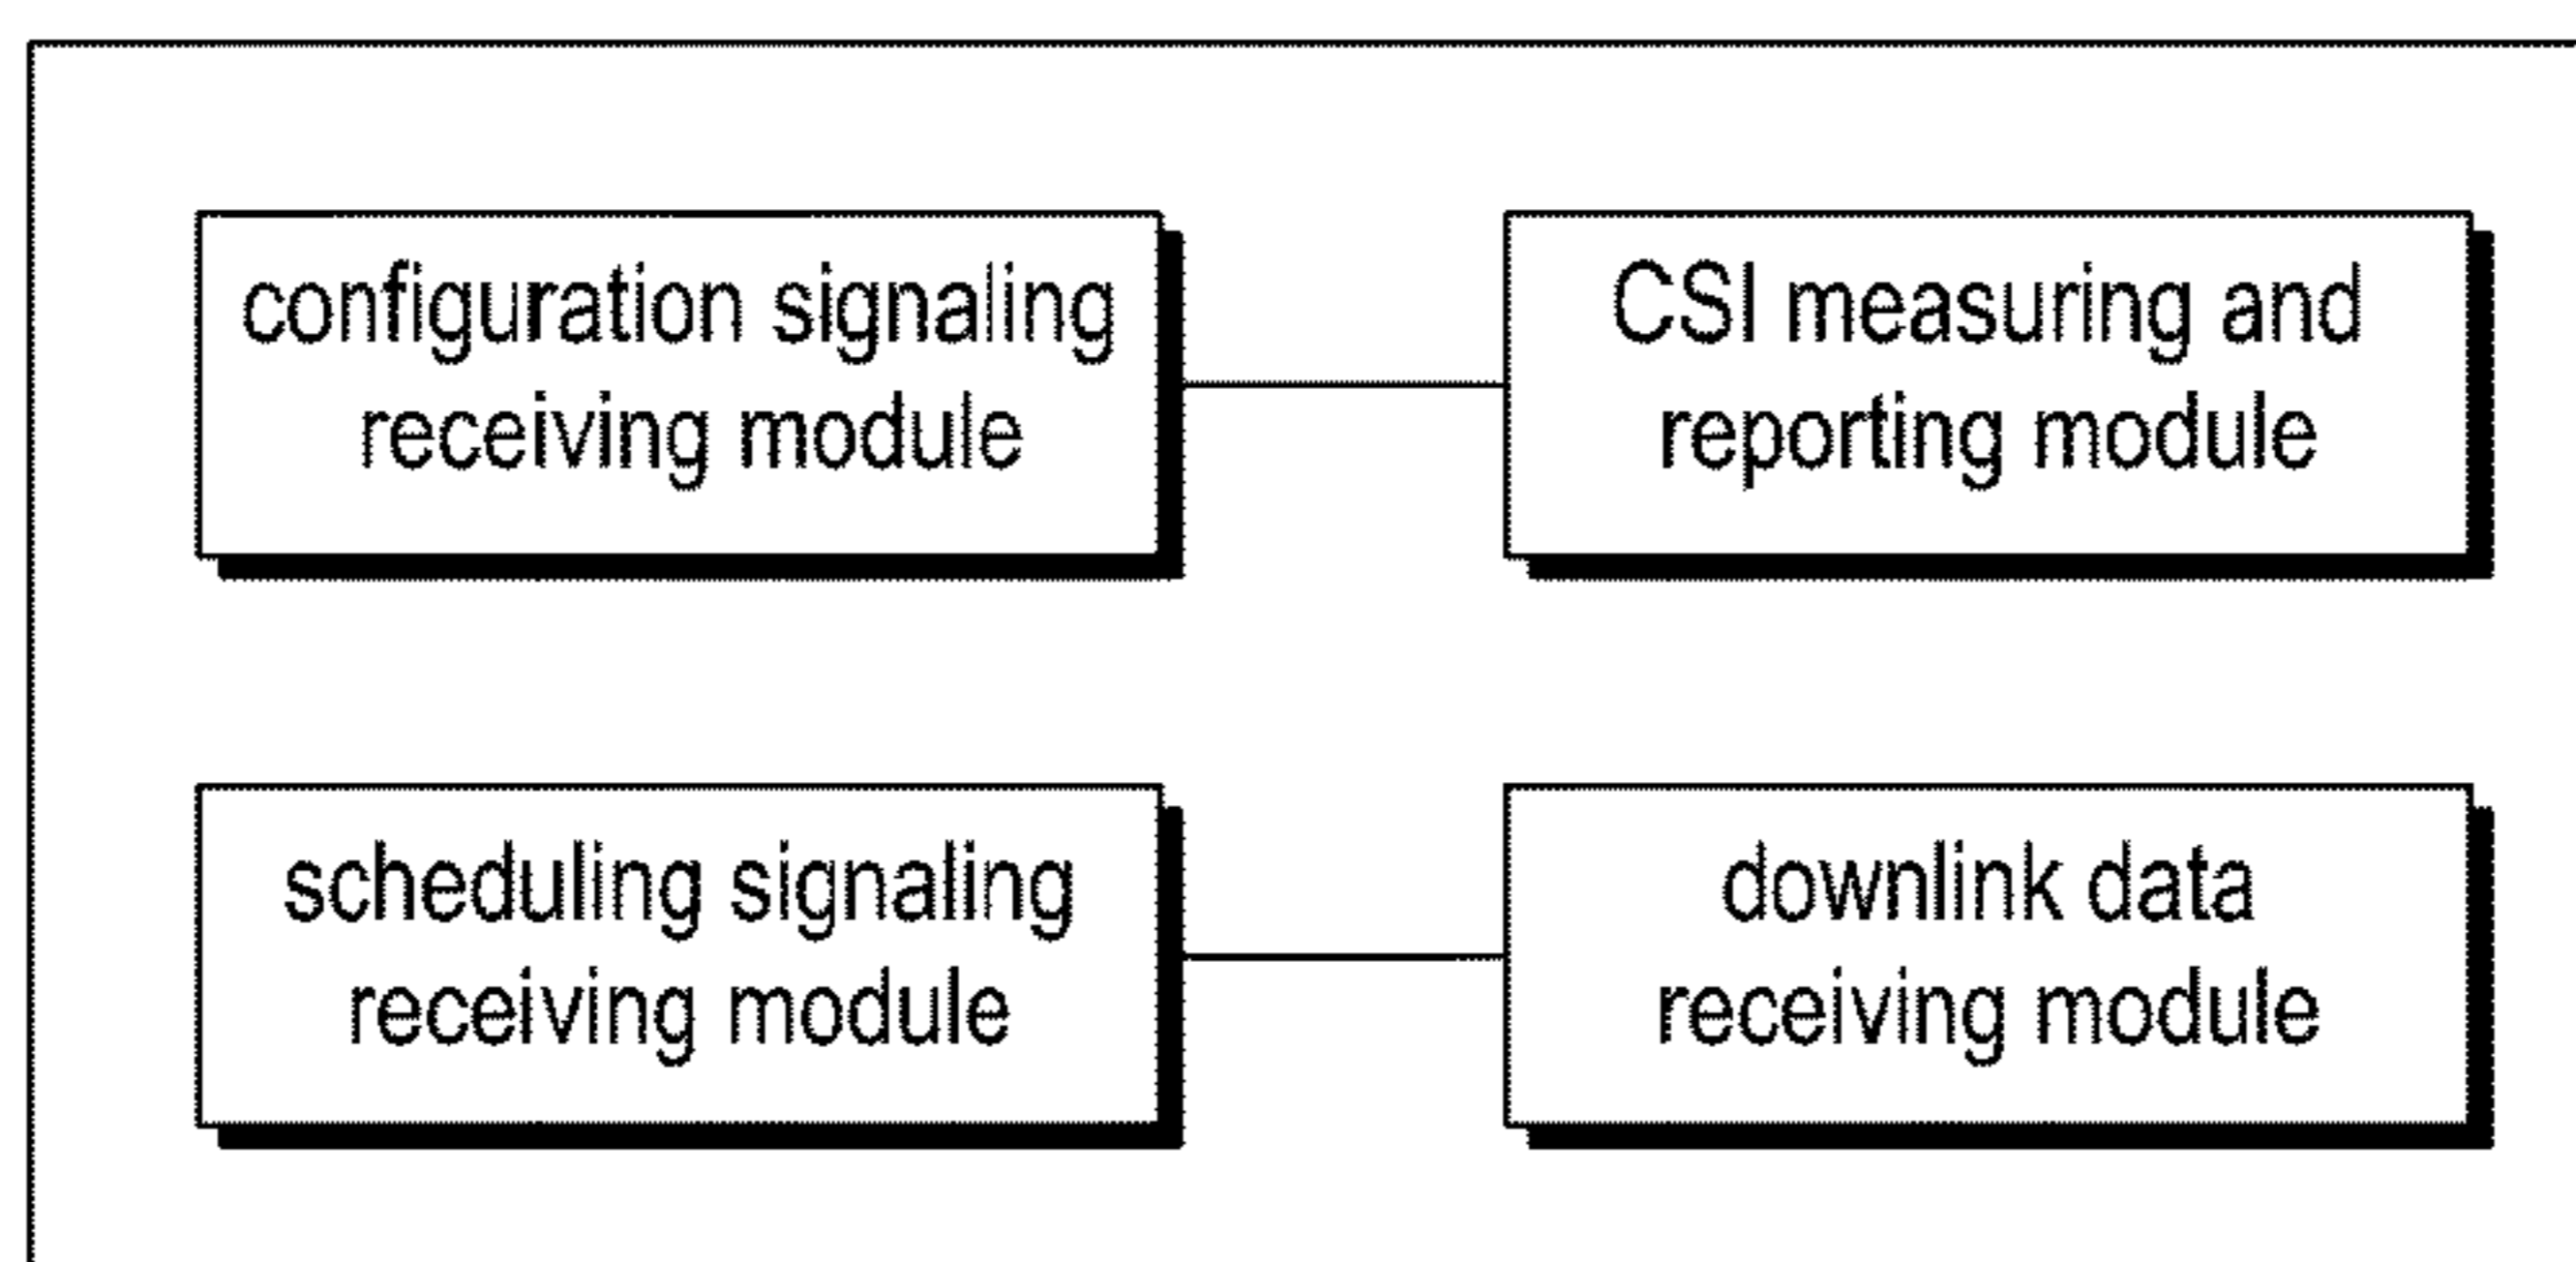 configuration signaling
receiving module
CSI measuring and
reporting module
scheduling signaling
receiving module
downlink data
receiving module